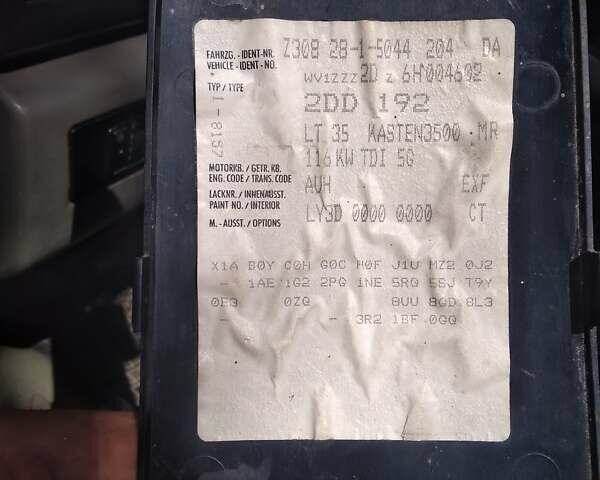 FAHRZG. - IDENT-NR. Z308 28-1-5044 204 DA
VEHICLE - IDENT - NO. WV1ZZZ2D Z 6H004692
TYP / TYPE 2DD 192
LT 35 KASTEN3500 MR
116 KW TDI 5G
MOTORKB. / GETR. KB.
ENG. CODE / TRANS. CODE AUH EXF
LACKNR. / INNENAUSST.
PAINT NO. / INTERIOR LY3D 0000 0000 CT
M. - AUSST. / OPTIONS
X1A B0Y C0H G0C H0F J1U MZ2 0J2
- 1AE 1G2 2PG 1NE 5RQ 5SJ T9Y
0E3 0ZQ 8UU 8GD 8L3
- - 3R2 1BF 0GQ